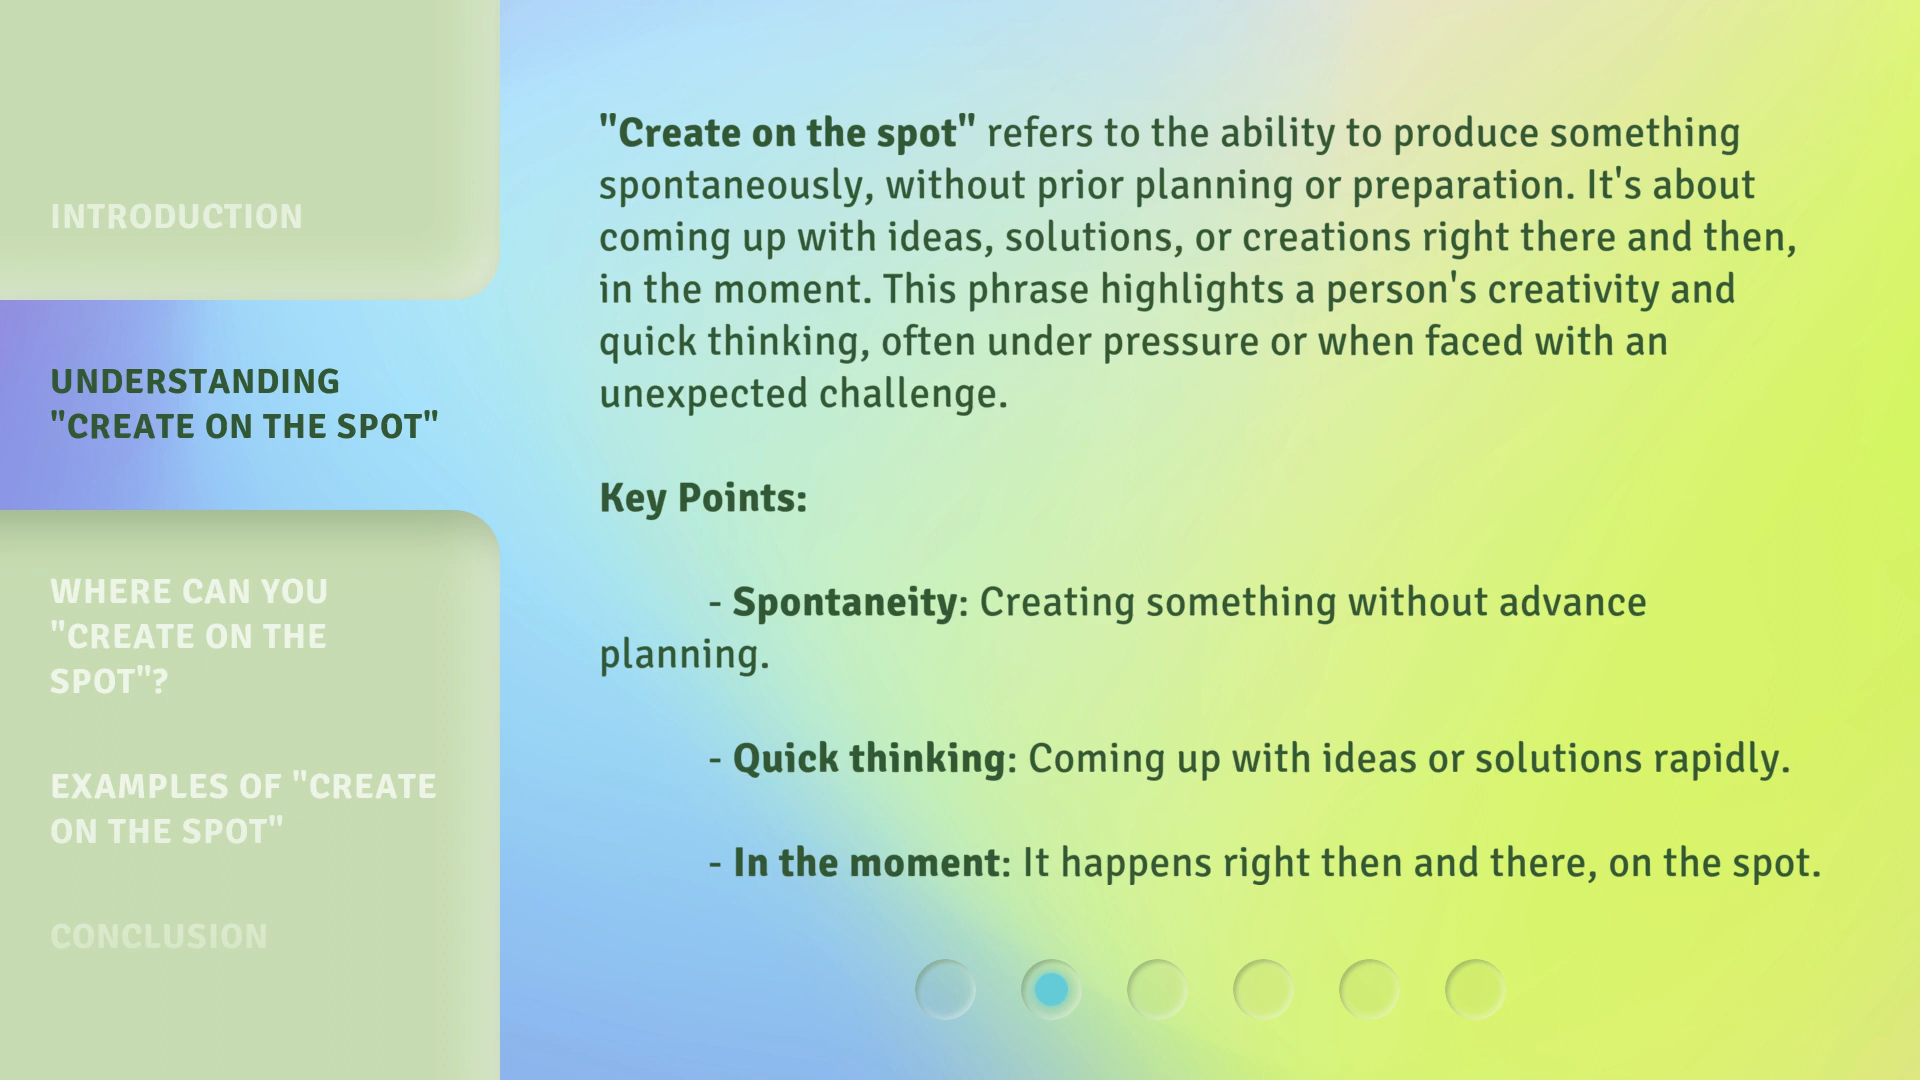 INTRODUCTION
UNDERSTANDING
"CREATE ON THE SPOT"
WHERE CAN YOU
"CREATE ON THE
SPOT"?
EXAMPLES OF "CREATE
ON THE SPOT"
CONCLUSION
"Create on the spot" refers to the ability to produce something
spontaneously, without prior planning or preparation. It's about
coming up with ideas, solutions, or creations right there and then,
in the moment. This phrase highlights a person's creativity and
quick thinking, often under pressure or when faced with an
unexpected challenge.
Key Points:
- Spontaneity: Creating something without advance
planning.
- Quick thinking: Coming up with ideas or solutions rapidly.
- In the moment: It happens right then and there, on the spot.